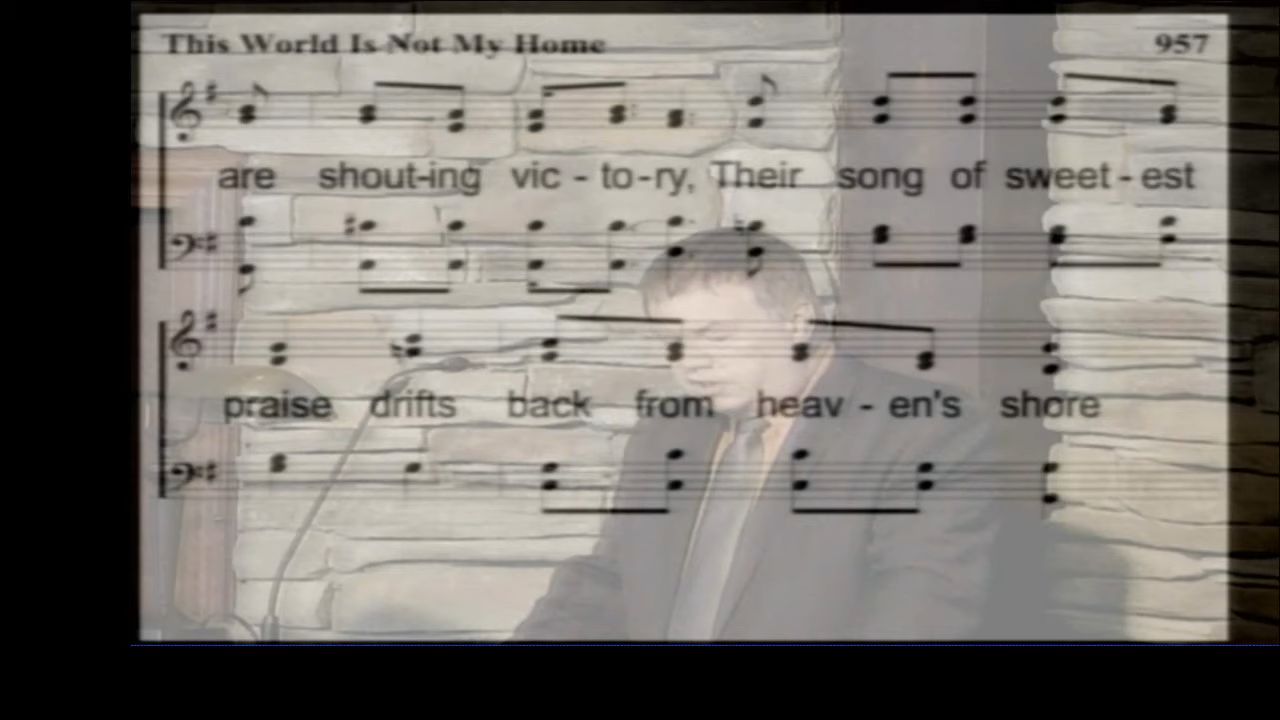 This World Is Not My Home 957
are shout-ing vic - to - ry, Their song of sweet - est
praise drifts back from heav - en's shore